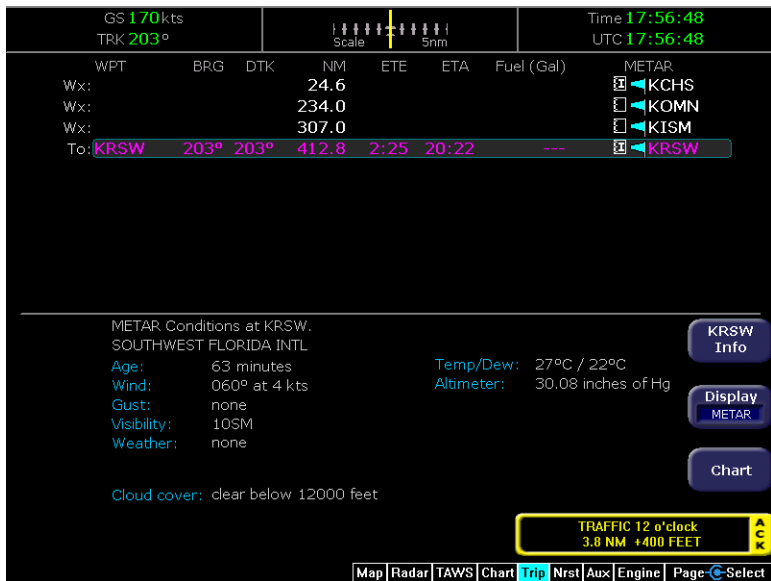 GS 170 kts
TRK 203°
Scale 5nm
Time 17:56:48
UTC 17:56:48
WPT BRG DTK NM ETE ETA Fuel (Gal) METAR
Wx: 24.6 I KCHS
Wx: 234.0 KOMN
Wx: 307.0 KISM
To: KRSW 203° 203° 412.8 2:25 20:22 --- I KRSW
METAR Conditions at KRSW.
SOUTHWEST FLORIDA INTL
Age: 63 minutes
Wind: 060° at 4 kts
Gust: none
Visibility: 10SM
Weather: none
Cloud cover: clear below 12000 feet
Temp/Dew: 27°C / 22°C
Altimeter: 30.08 inches of Hg
KRSW
Info
Display
METAR
Chart
TRAFFIC 12 o'clock
3.8 NM +400 FEET
ACK
Map Radar TAWS Chart Trip Nrst Aux Engine Page Select